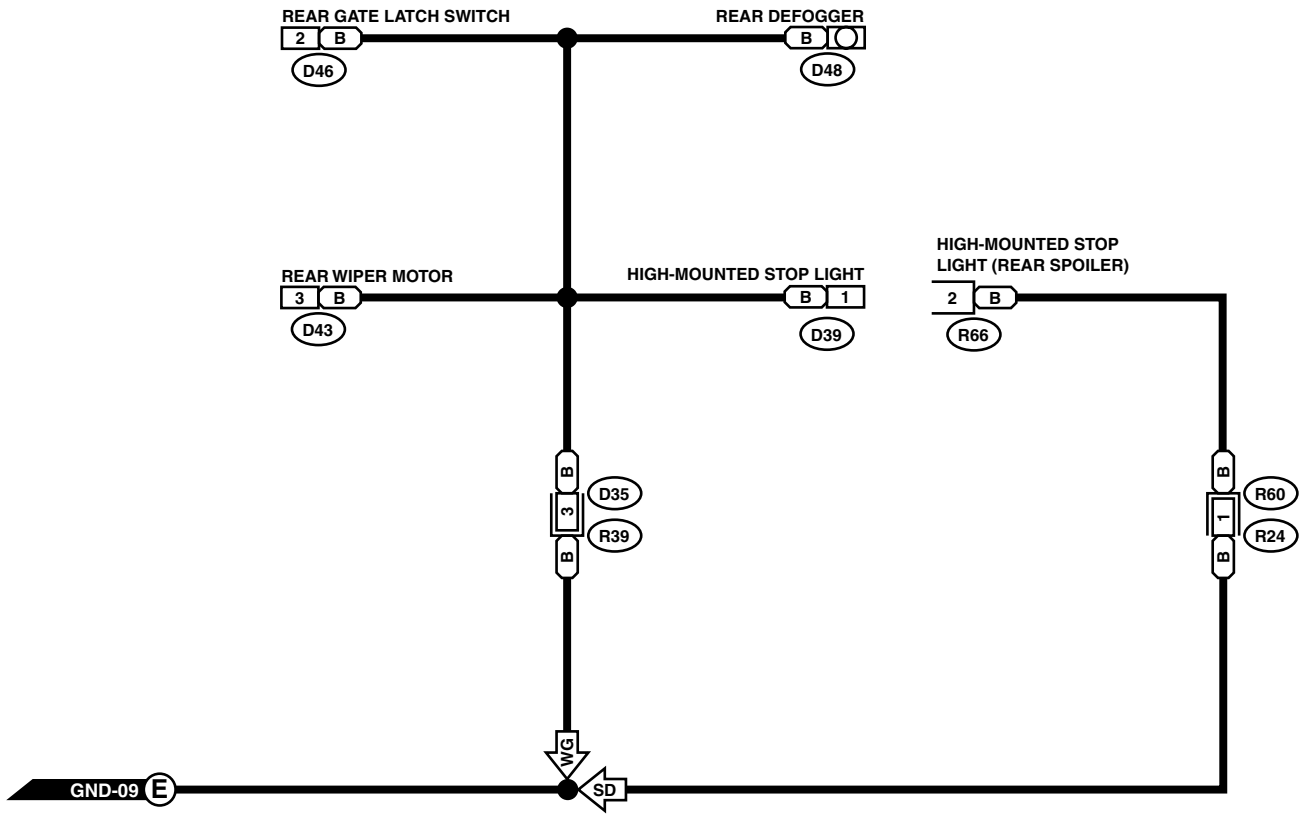 REAR GATE LATCH SWITCH
2 B
D46
REAR DEFOGGER
B
D48
REAR WIPER MOTOR
3 B
D43
HIGH-MOUNTED STOP LIGHT
B 1
D39
HIGH-MOUNTED STOP
LIGHT (REAR SPOILER)
2 B
R66
B
D35
3
R39
B
B
R60
1
R24
B
WG
GND-09 E
SD